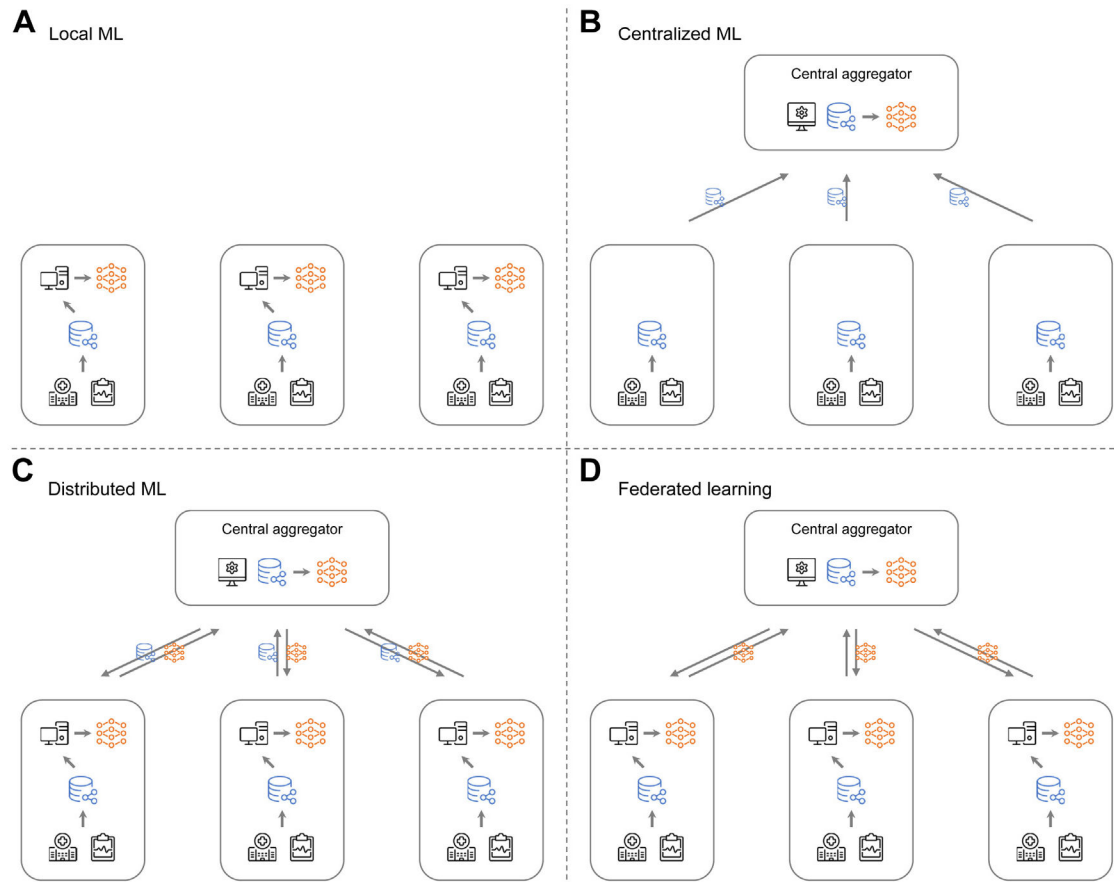 A
Local ML
B
Centralized ML
Central aggregator
C
Distributed ML
Central aggregator
D
Federated learning
Central aggregator